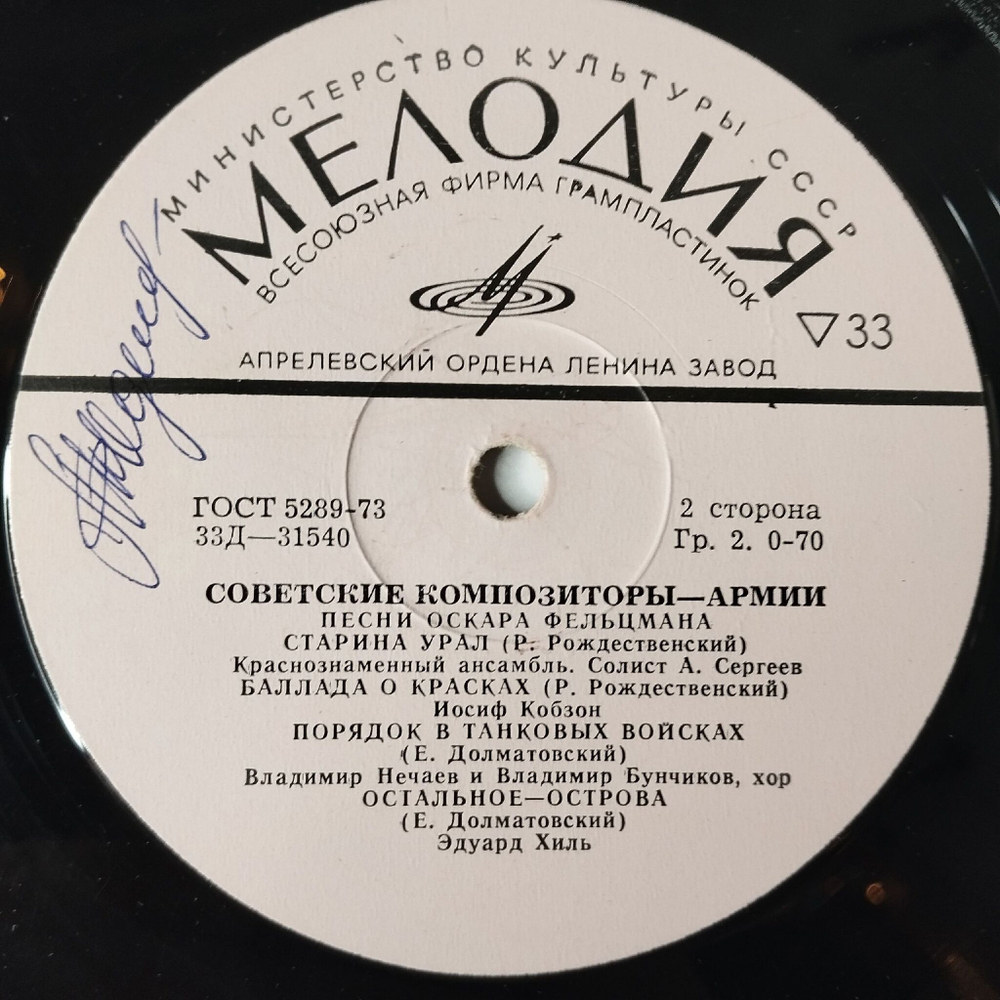 МИНИСТЕРСТВО КУЛЬТУРЫ СССР
МЕЛОДИЯ
ВСЕСОЮЗНАЯ ФИРМА ГРАМПЛАСТИНОК
▽33
АПРЕЛЕВСКИЙ ОРДЕНА ЛЕНИНА ЗАВОД
ГОСТ 5289-73
2 сторона
33Д—31540
Гр. 2. 0-70
СОВЕТСКИЕ КОМПОЗИТОРЫ—АРМИИ
ПЕСНИ ОСКАРА ФЕЛЬЦМАНА
СТАРИНА УРАЛ (Р. Рождественский)
Краснознаменный ансамбль. Солист А. Сергеев
БАЛЛАДА О КРАСКАХ (Р. Рождественский)
Иосиф Кобзон
ПОРЯДОК В ТАНКОВЫХ ВОЙСКАХ
(Е. Долматовский)
Владимир Нечаев и Владимир Бунчиков, хор
ОСТАЛЬНОЕ—ОСТРОВА
(Е. Долматовский)
Эдуард Хиль